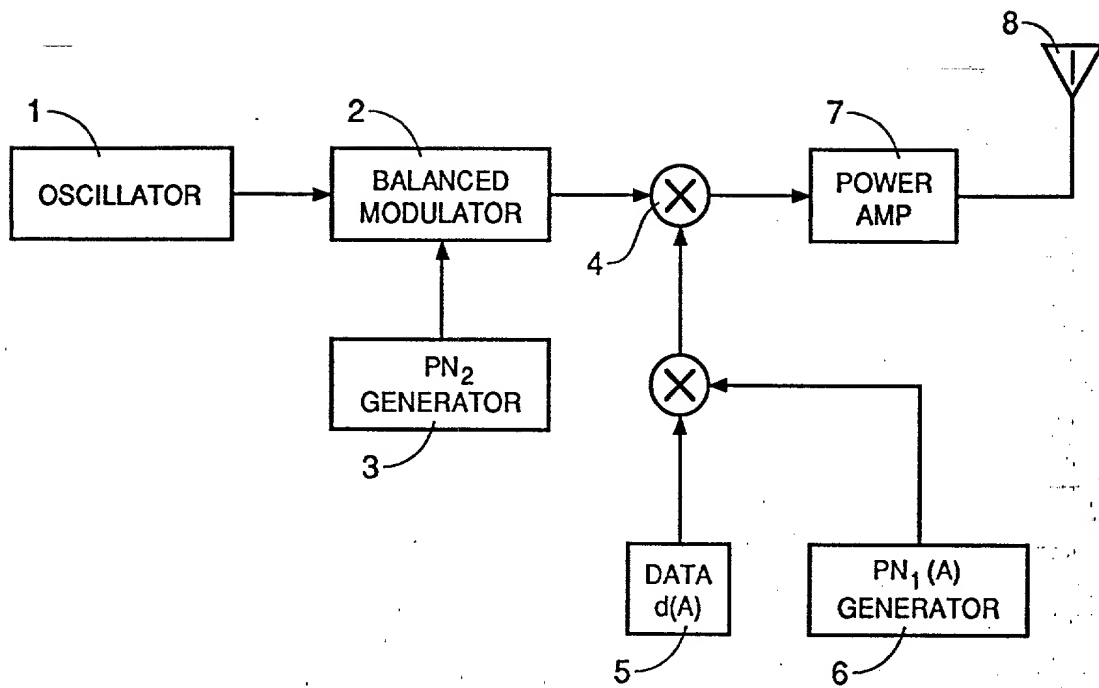 8
1
2
7
OSCILLATOR
BALANCED
MODULATOR
POWER
AMP
4
PN₂
GENERATOR
3
DATA
d(A)
PN₁(A)
GENERATOR
5
6